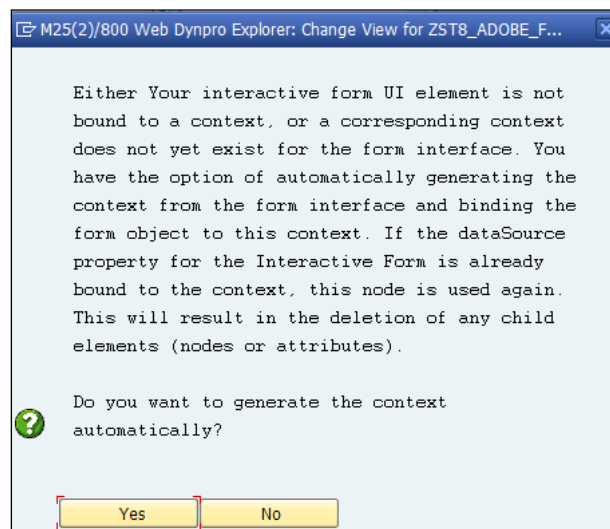 M25(2)/800 Web Dynpro Explorer: Change View for ZST8_ADOBE_F...
Either Your interactive form UI element is not
bound to a context, or a corresponding context
does not yet exist for the form interface. You
have the option of automatically generating the
context from the form interface and binding the
form object to this context. If the dataSource
property for the Interactive Form is already
bound to the context, this node is used again.
This will result in the deletion of any child
elements (nodes or attributes).
Do you want to generate the context
automatically?
Yes No